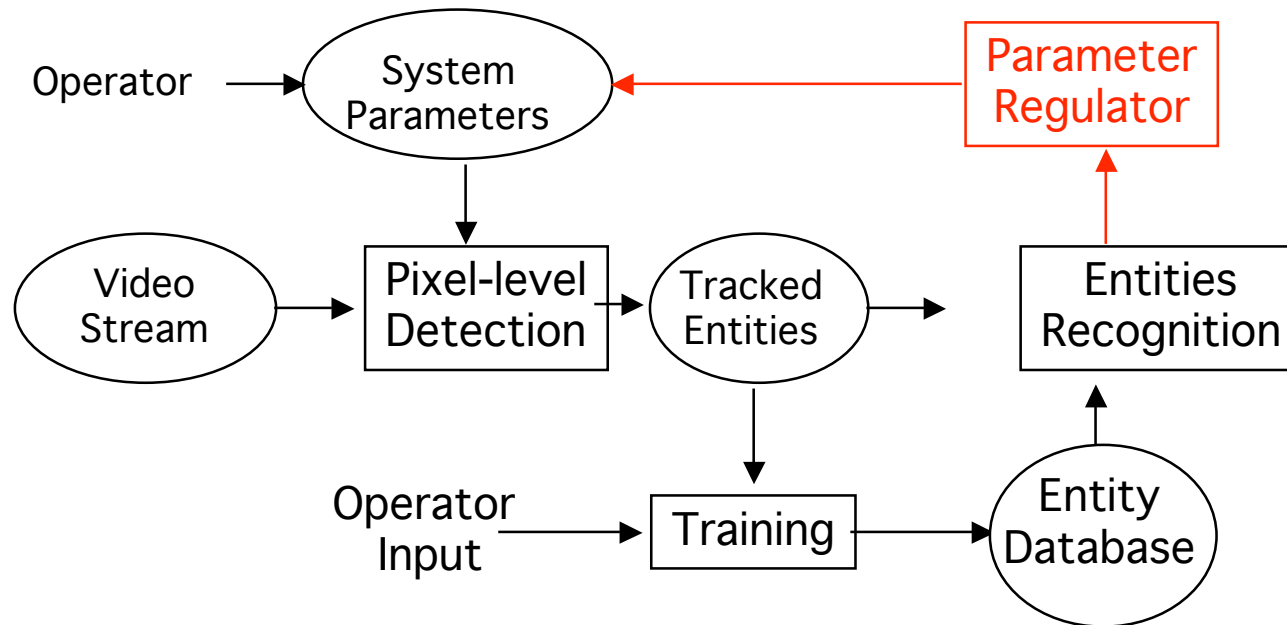 Operator
System
Parameters
Parameter
Regulator
Video
Stream
Pixel-level
Detection
Tracked
Entities
Entities
Recognition
Operator
Input
Training
Entity
Database